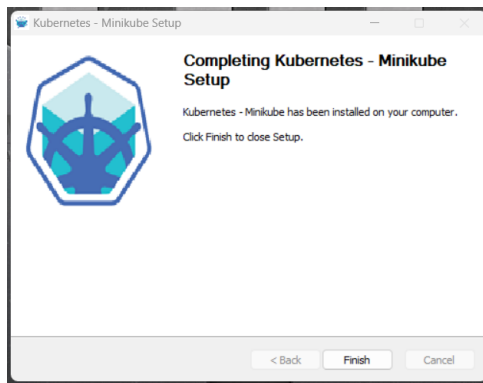 Kubernetes - Minikube Setup
Completing Kubernetes - Minikube
Setup
Kubernetes - Minikube has been installed on your computer.
Click Finish to close Setup.
< Back
Finish
Cancel